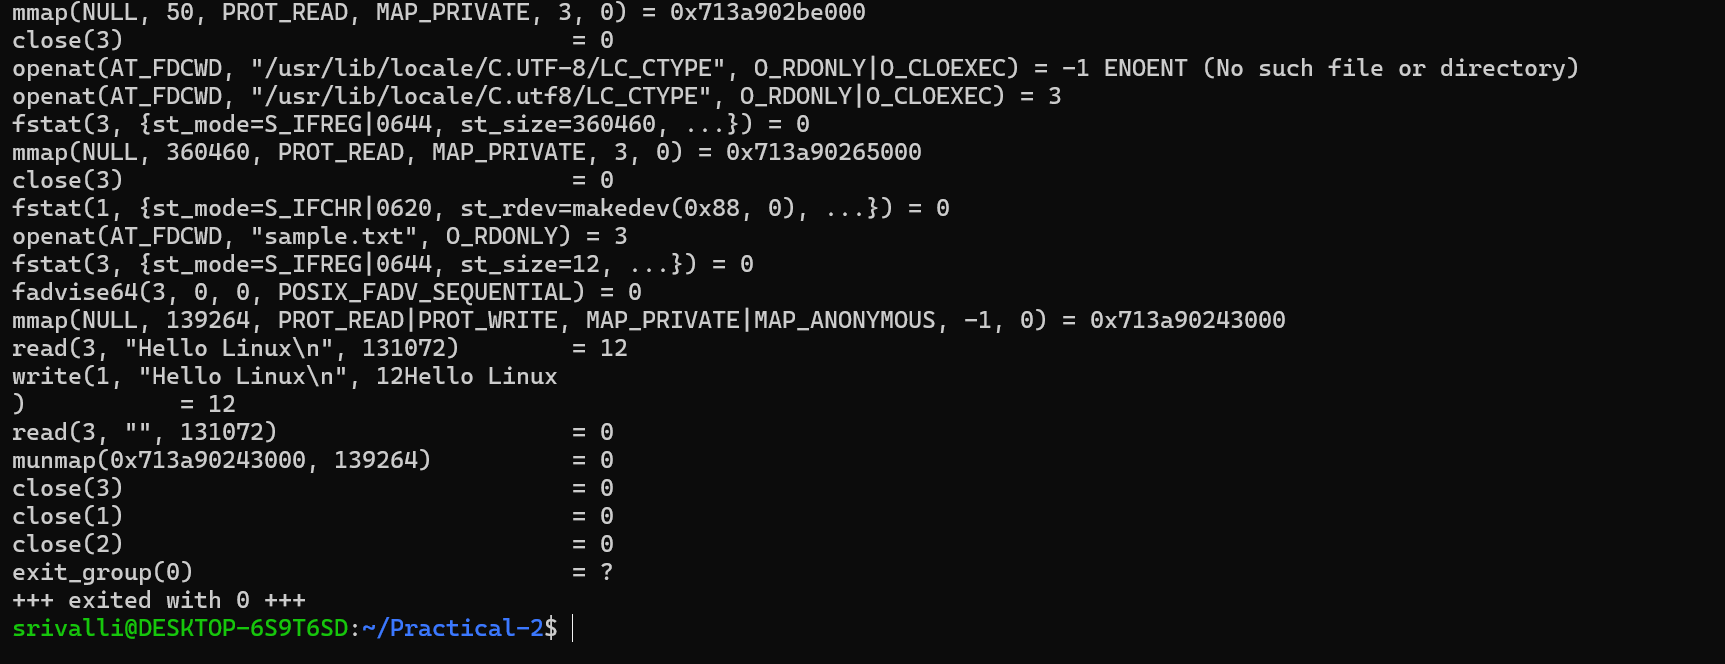 mmap(NULL, 50, PROT_READ, MAP_PRIVATE, 3, 0) = 0x713a902be000
close(3)                                = 0
openat(AT_FDCWD, "/usr/lib/locale/C.UTF-8/LC_CTYPE", O_RDONLY|O_CLOEXEC) = -1 ENOENT (No such file or directory)
openat(AT_FDCWD, "/usr/lib/locale/C.utf8/LC_CTYPE", O_RDONLY|O_CLOEXEC) = 3
fstat(3, {st_mode=S_IFREG|0644, st_size=360460, ...}) = 0
mmap(NULL, 360460, PROT_READ, MAP_PRIVATE, 3, 0) = 0x713a90265000
close(3)                                = 0
fstat(1, {st_mode=S_IFCHR|0620, st_rdev=makedev(0x88, 0), ...}) = 0
openat(AT_FDCWD, "sample.txt", O_RDONLY) = 3
fstat(3, {st_mode=S_IFREG|0644, st_size=12, ...}) = 0
fadvise64(3, 0, 0, POSIX_FADV_SEQUENTIAL) = 0
mmap(NULL, 139264, PROT_READ|PROT_WRITE, MAP_PRIVATE|MAP_ANONYMOUS, -1, 0) = 0x713a90243000
read(3, "Hello Linux\n", 131072)        = 12
write(1, "Hello Linux\n", 12Hello Linux
)           = 12
read(3, "", 131072)                     = 0
munmap(0x713a90243000, 139264)          = 0
close(3)                                = 0
close(1)                                = 0
close(2)                                = 0
exit_group(0)                           = ?
+++ exited with 0 +++
srivalli@DESKTOP-6S9T6SD:~/Practical-2$